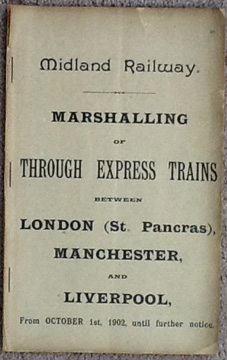 Midland Railway.
MARSHALLING
OF
THROUGH EXPRESS TRAINS
BETWEEN
LONDON (St. Pancras),
MANCHESTER,
AND
LIVERPOOL,
From OCTOBER 1st, 1902, until further notice.